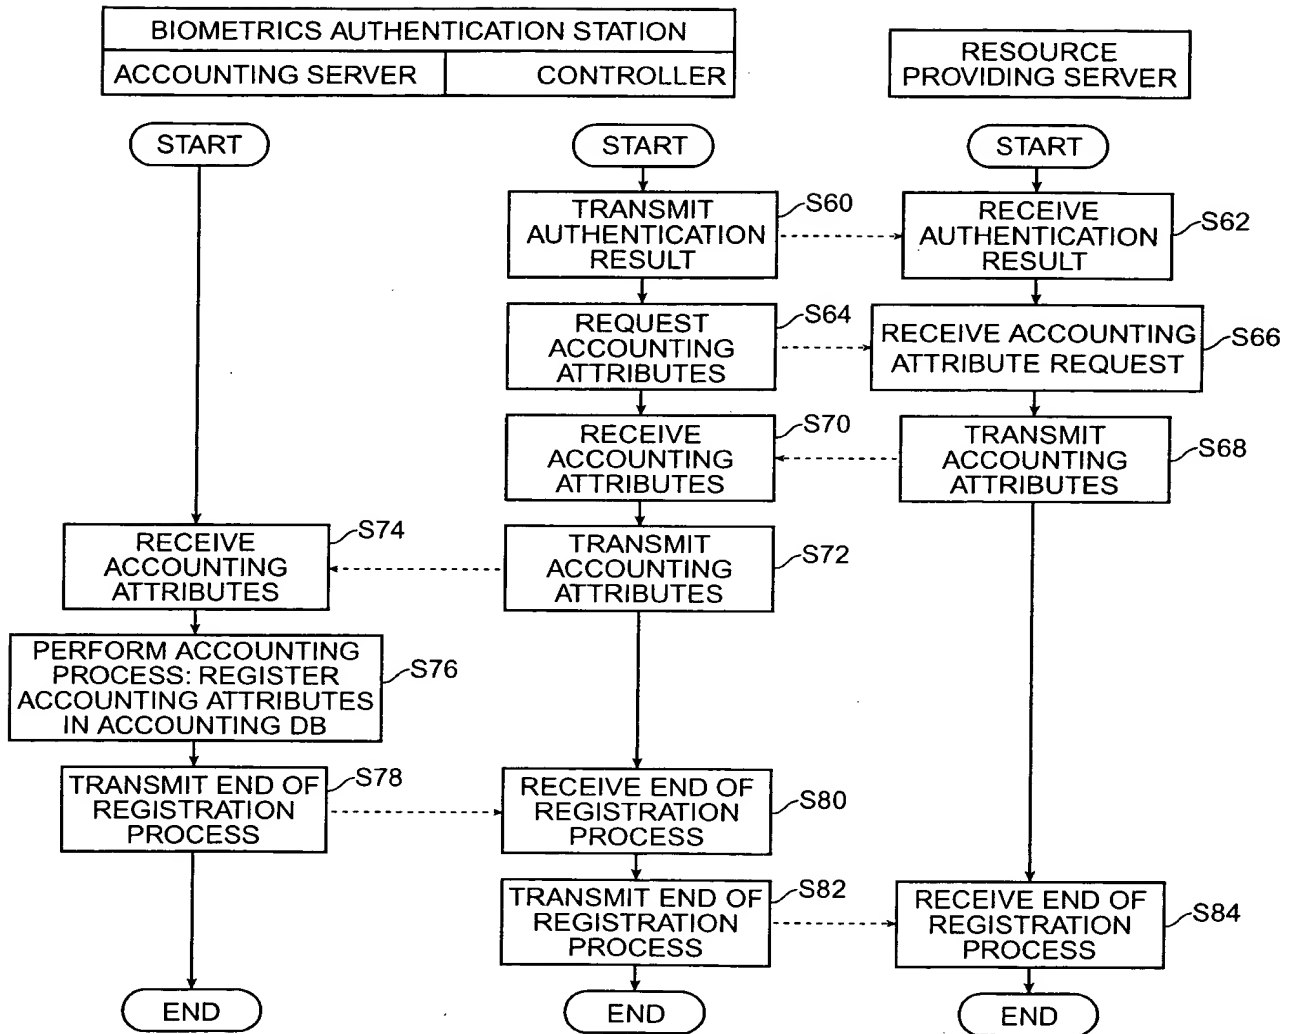 BIOMETRICS AUTHENTICATION STATION
ACCOUNTING SERVER
CONTROLLER
RESOURCE
PROVIDING SERVER
START
START
START
TRANSMIT
AUTHENTICATION
RESULT
S60
RECEIVE
AUTHENTICATION
RESULT
S62
REQUEST
ACCOUNTING
ATTRIBUTES
S64
RECEIVE ACCOUNTING
ATTRIBUTE REQUEST
S66
RECEIVE
ACCOUNTING
ATTRIBUTES
S70
TRANSMIT
ACCOUNTING
ATTRIBUTES
S68
RECEIVE
ACCOUNTING
ATTRIBUTES
S74
TRANSMIT
ACCOUNTING
ATTRIBUTES
S72
PERFORM ACCOUNTING
PROCESS: REGISTER
ACCOUNTING ATTRIBUTES
IN ACCOUNTING DB
S76
TRANSMIT END OF
REGISTRATION
PROCESS
S78
RECEIVE END OF
REGISTRATION
PROCESS
S80
TRANSMIT END OF
REGISTRATION
PROCESS
S82
RECEIVE END OF
REGISTRATION
PROCESS
S84
END
END
END